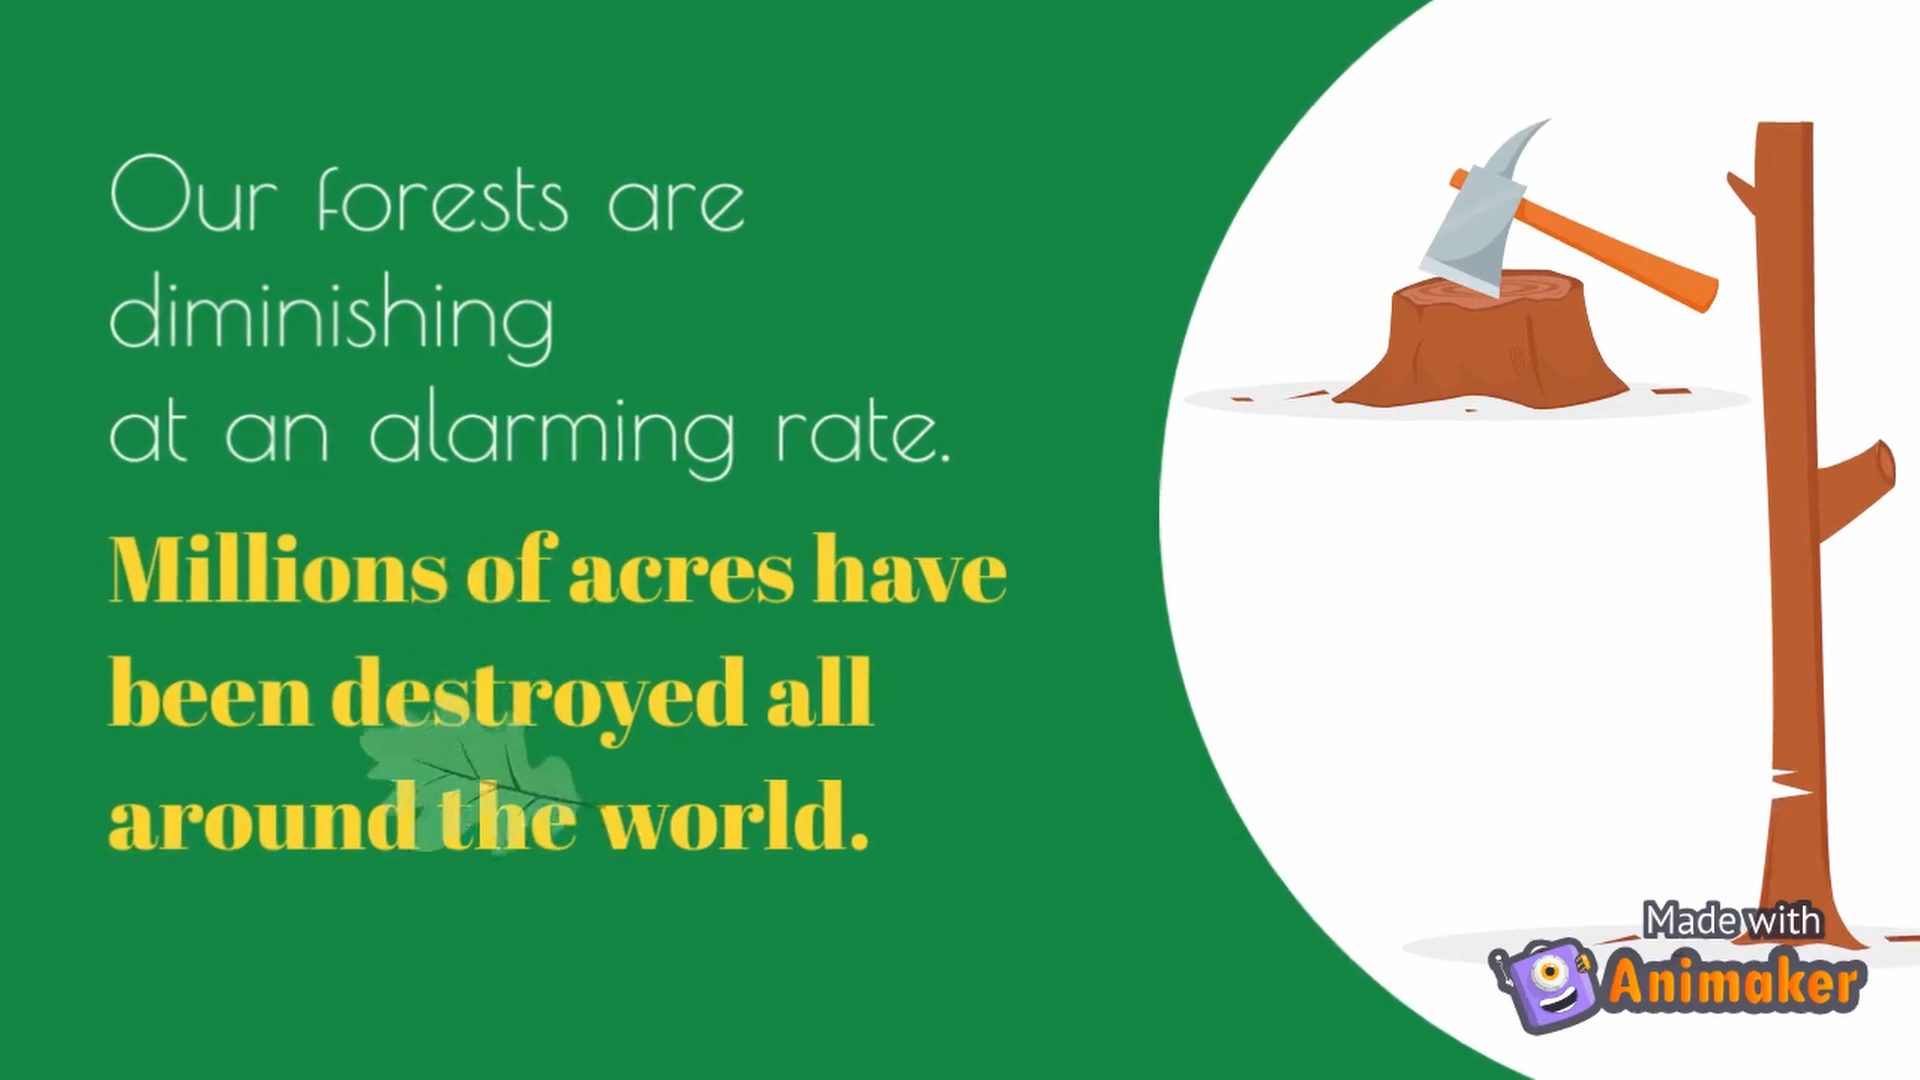 Our forests are
diminishing
at an alarming rate.
Millions of acres have
been destroyed all
around the world.
Made with
Animaker